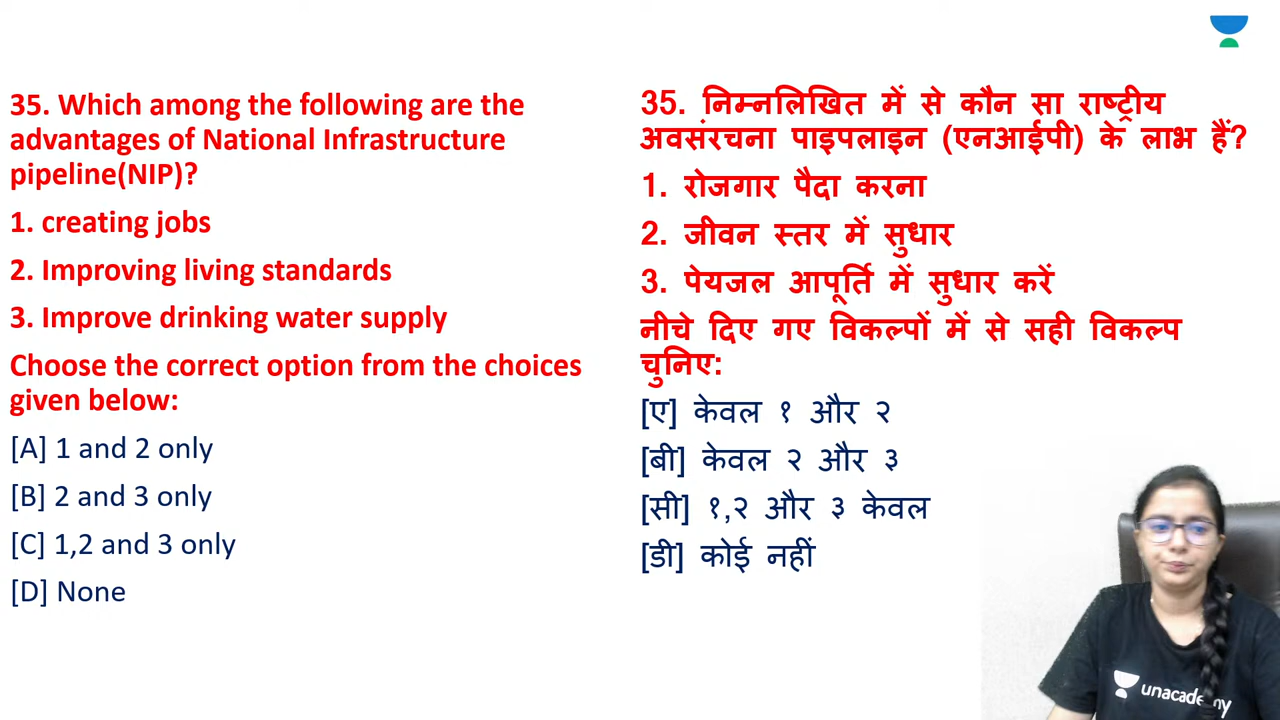 35. Which among the following are the
advantages of National Infrastructure
pipeline(NIP)?
1. creating jobs
2. Improving living standards
3. Improve drinking water supply
Choose the correct option from the choices
given below:
[A] 1 and 2 only
[B] 2 and 3 only
[C] 1,2 and 3 only
[D] None
35. निम्नलिखित में से कौन सा राष्ट्रीय
अवसंरचना पाइपलाइन (एनआईपी) के लाभ हैं?
1. रोजगार पैदा करना
2. जीवन स्तर में सुधार
3. पेयजल आपूर्ति में सुधार करें
नीचे दिए गए विकल्पों में से सही विकल्प
चुनिए:
[ए] केवल १ और २
[बी] केवल २ और ३
[सी] १,२ और ३ केवल
[डी] कोई नहीं
unacademy